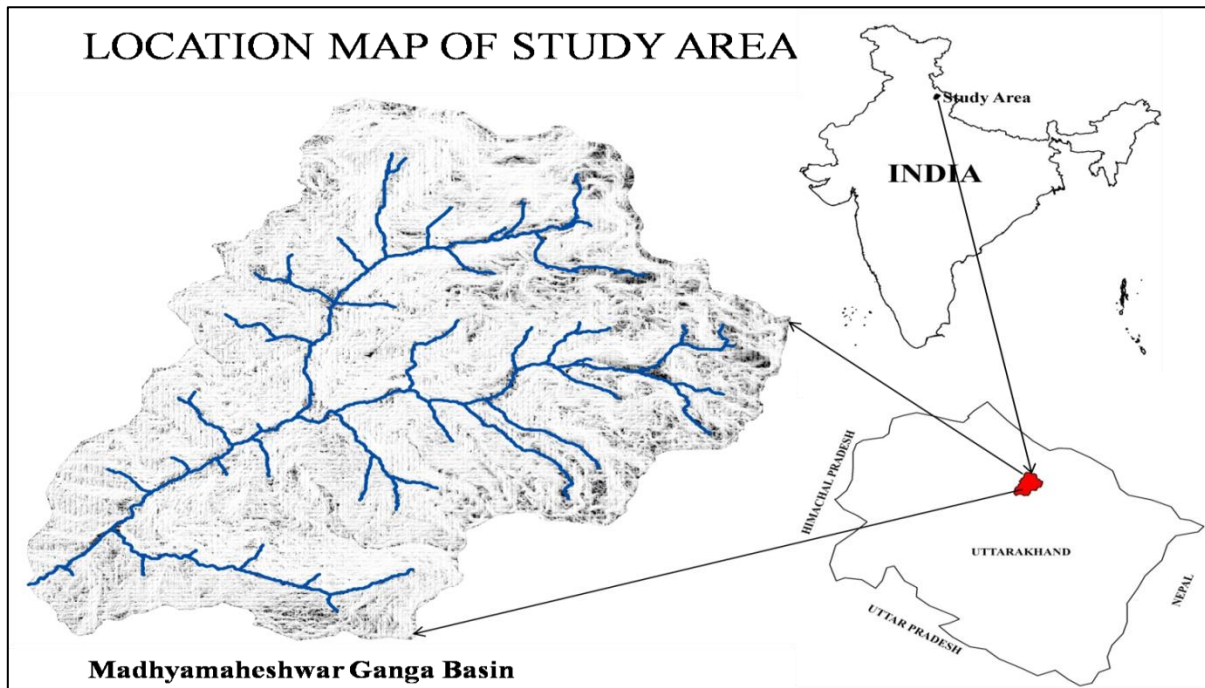 LOCATION MAP OF STUDY AREA
Study Area
INDIA
HIMACHAL PRADESH
UTTARAKHAND
NEPAL
UTTAR PRADESH
Madhyamaheshwar Ganga Basin